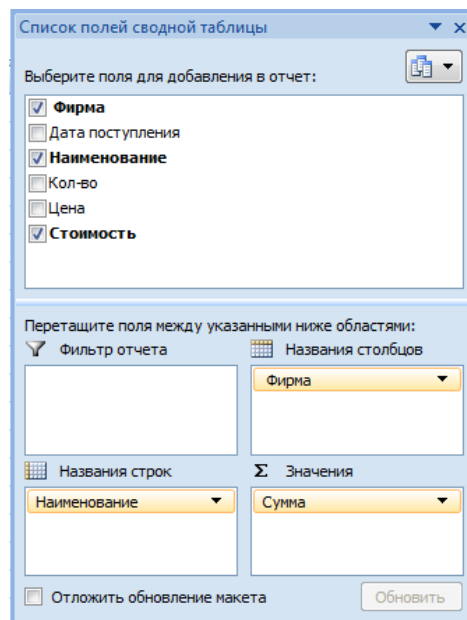 Список полей сводной таблицы
Выберите поля для добавления в отчет:
Фирма
Дата поступления
Наименование
Кол-во
Цена
Стоимость
Перетащите поля между указанными ниже областями:
Фильтр отчета
Названия столбцов
Фирма
Названия строк
Σ Значения
Наименование
Сумма
Отложить обновление макета
Обновить